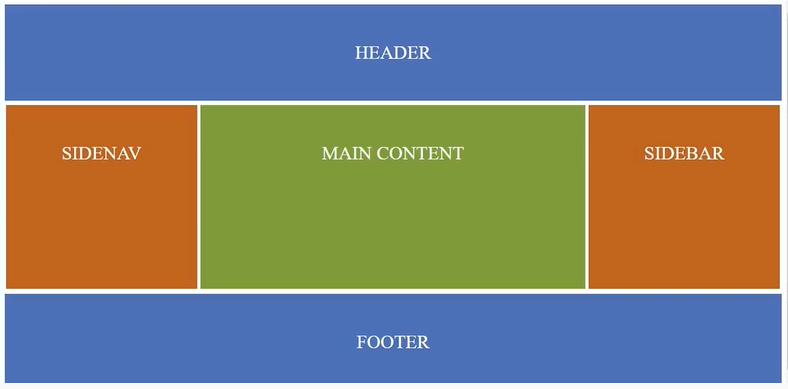 HEADER
SIDENAV
MAIN CONTENT
SIDEBAR
FOOTER